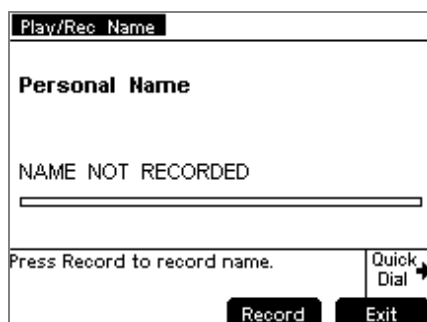 Play/Rec Name
Personal Name
NAME NOT RECORDED
Press Record to record name.
Quick
Dial
Record Exit